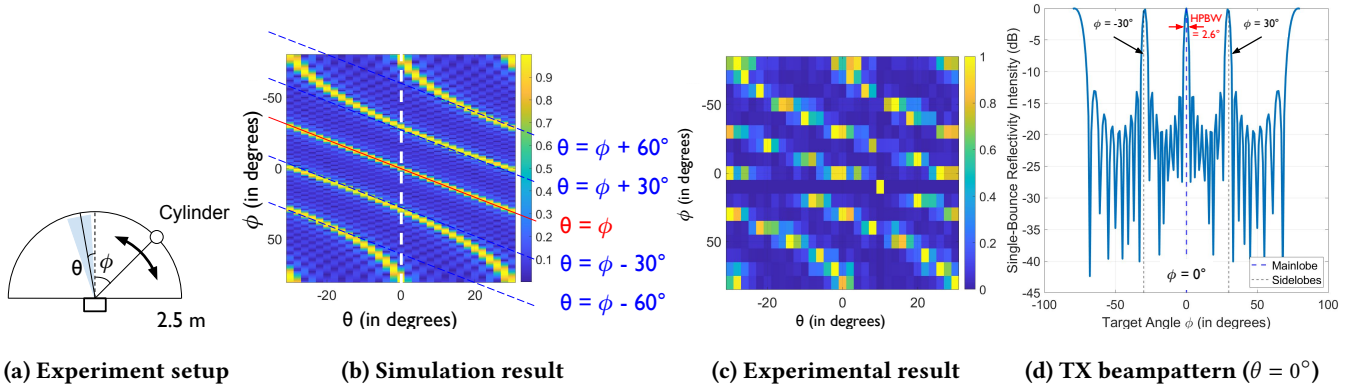 θ
ϕ
Cylinder
2.5 m
(a) Experiment setup
ϕ (in degrees)
-50
0
50
-20
0
20
θ (in degrees)
0.9
0.8
0.7
0.6
0.5
0.4
0.3
0.2
0.1
θ = ϕ + 60°
θ = ϕ + 30°
θ = ϕ
θ = ϕ - 30°
θ = ϕ - 60°
(b) Simulation result
ϕ (in degrees)
-50
0
50
-20
0
20
θ (in degrees)
1
0.8
0.6
0.4
0.2
0
(c) Experimental result
Single-Bounce Reflectivity Intensity (dB)
0
-5
-10
-15
-20
-25
-30
-35
-40
-45
-100
-50
0
50
100
Target Angle ϕ (in degrees)
ϕ = -30°
HPBW
= 2.6°
ϕ = 30°
ϕ = 0°
Mainlobe
Sidelobes
(d) TX beampattern (θ = 0°)